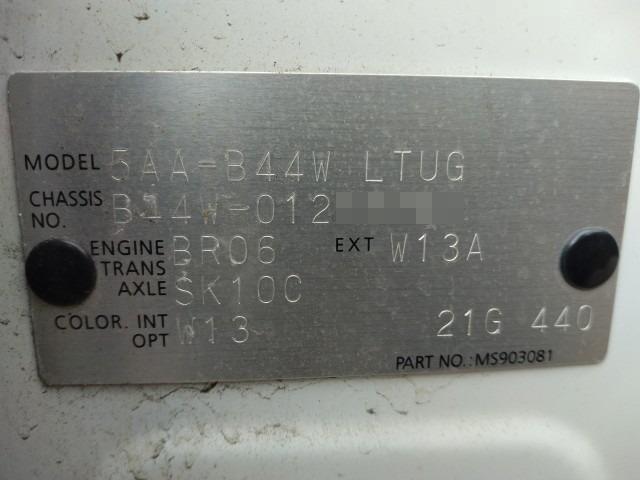 MODEL 5AA-B44W LTUG
CHASSIS NO. B44W-012
ENGINE BR06 EXT W13A
TRANS AXLE SK10C
COLOR. INT W13 21G 440
OPT
PART NO.: MS903081